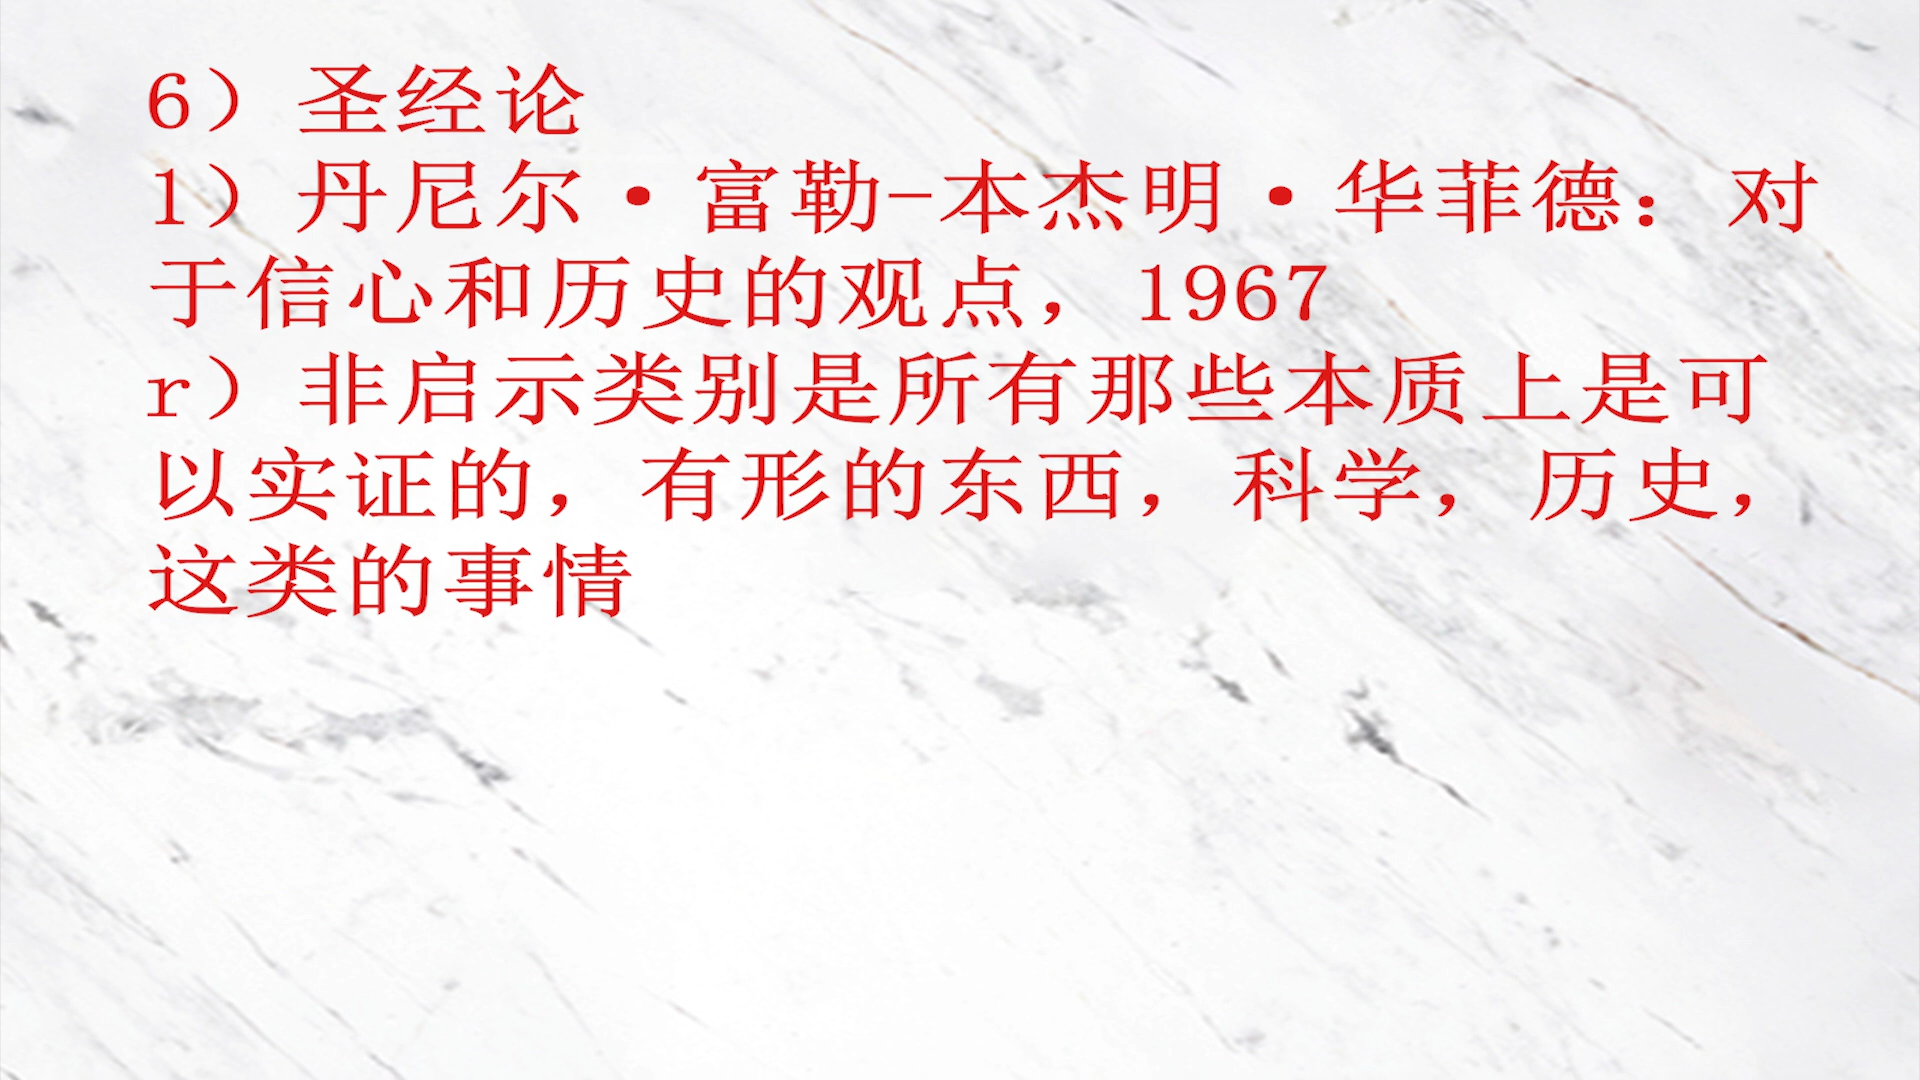 6）圣经论
1）丹尼尔·富勒-本杰明·华菲德：对
于信心和历史的观点，1967
r）非启示类别是所有那些本质上是可
以实证的，有形的东西，科学，历史，
这类的事情